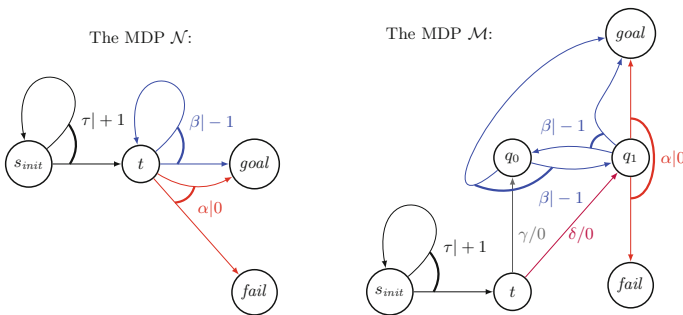 The MDP 𝒩:
The MDP ℳ:
goal
τ|+1
β|−1
s_init
t
goal
α|0
fail
β|−1
q₀
q₁
α|0
β|−1
γ/0
δ/0
τ|+1
s_init
t
fail